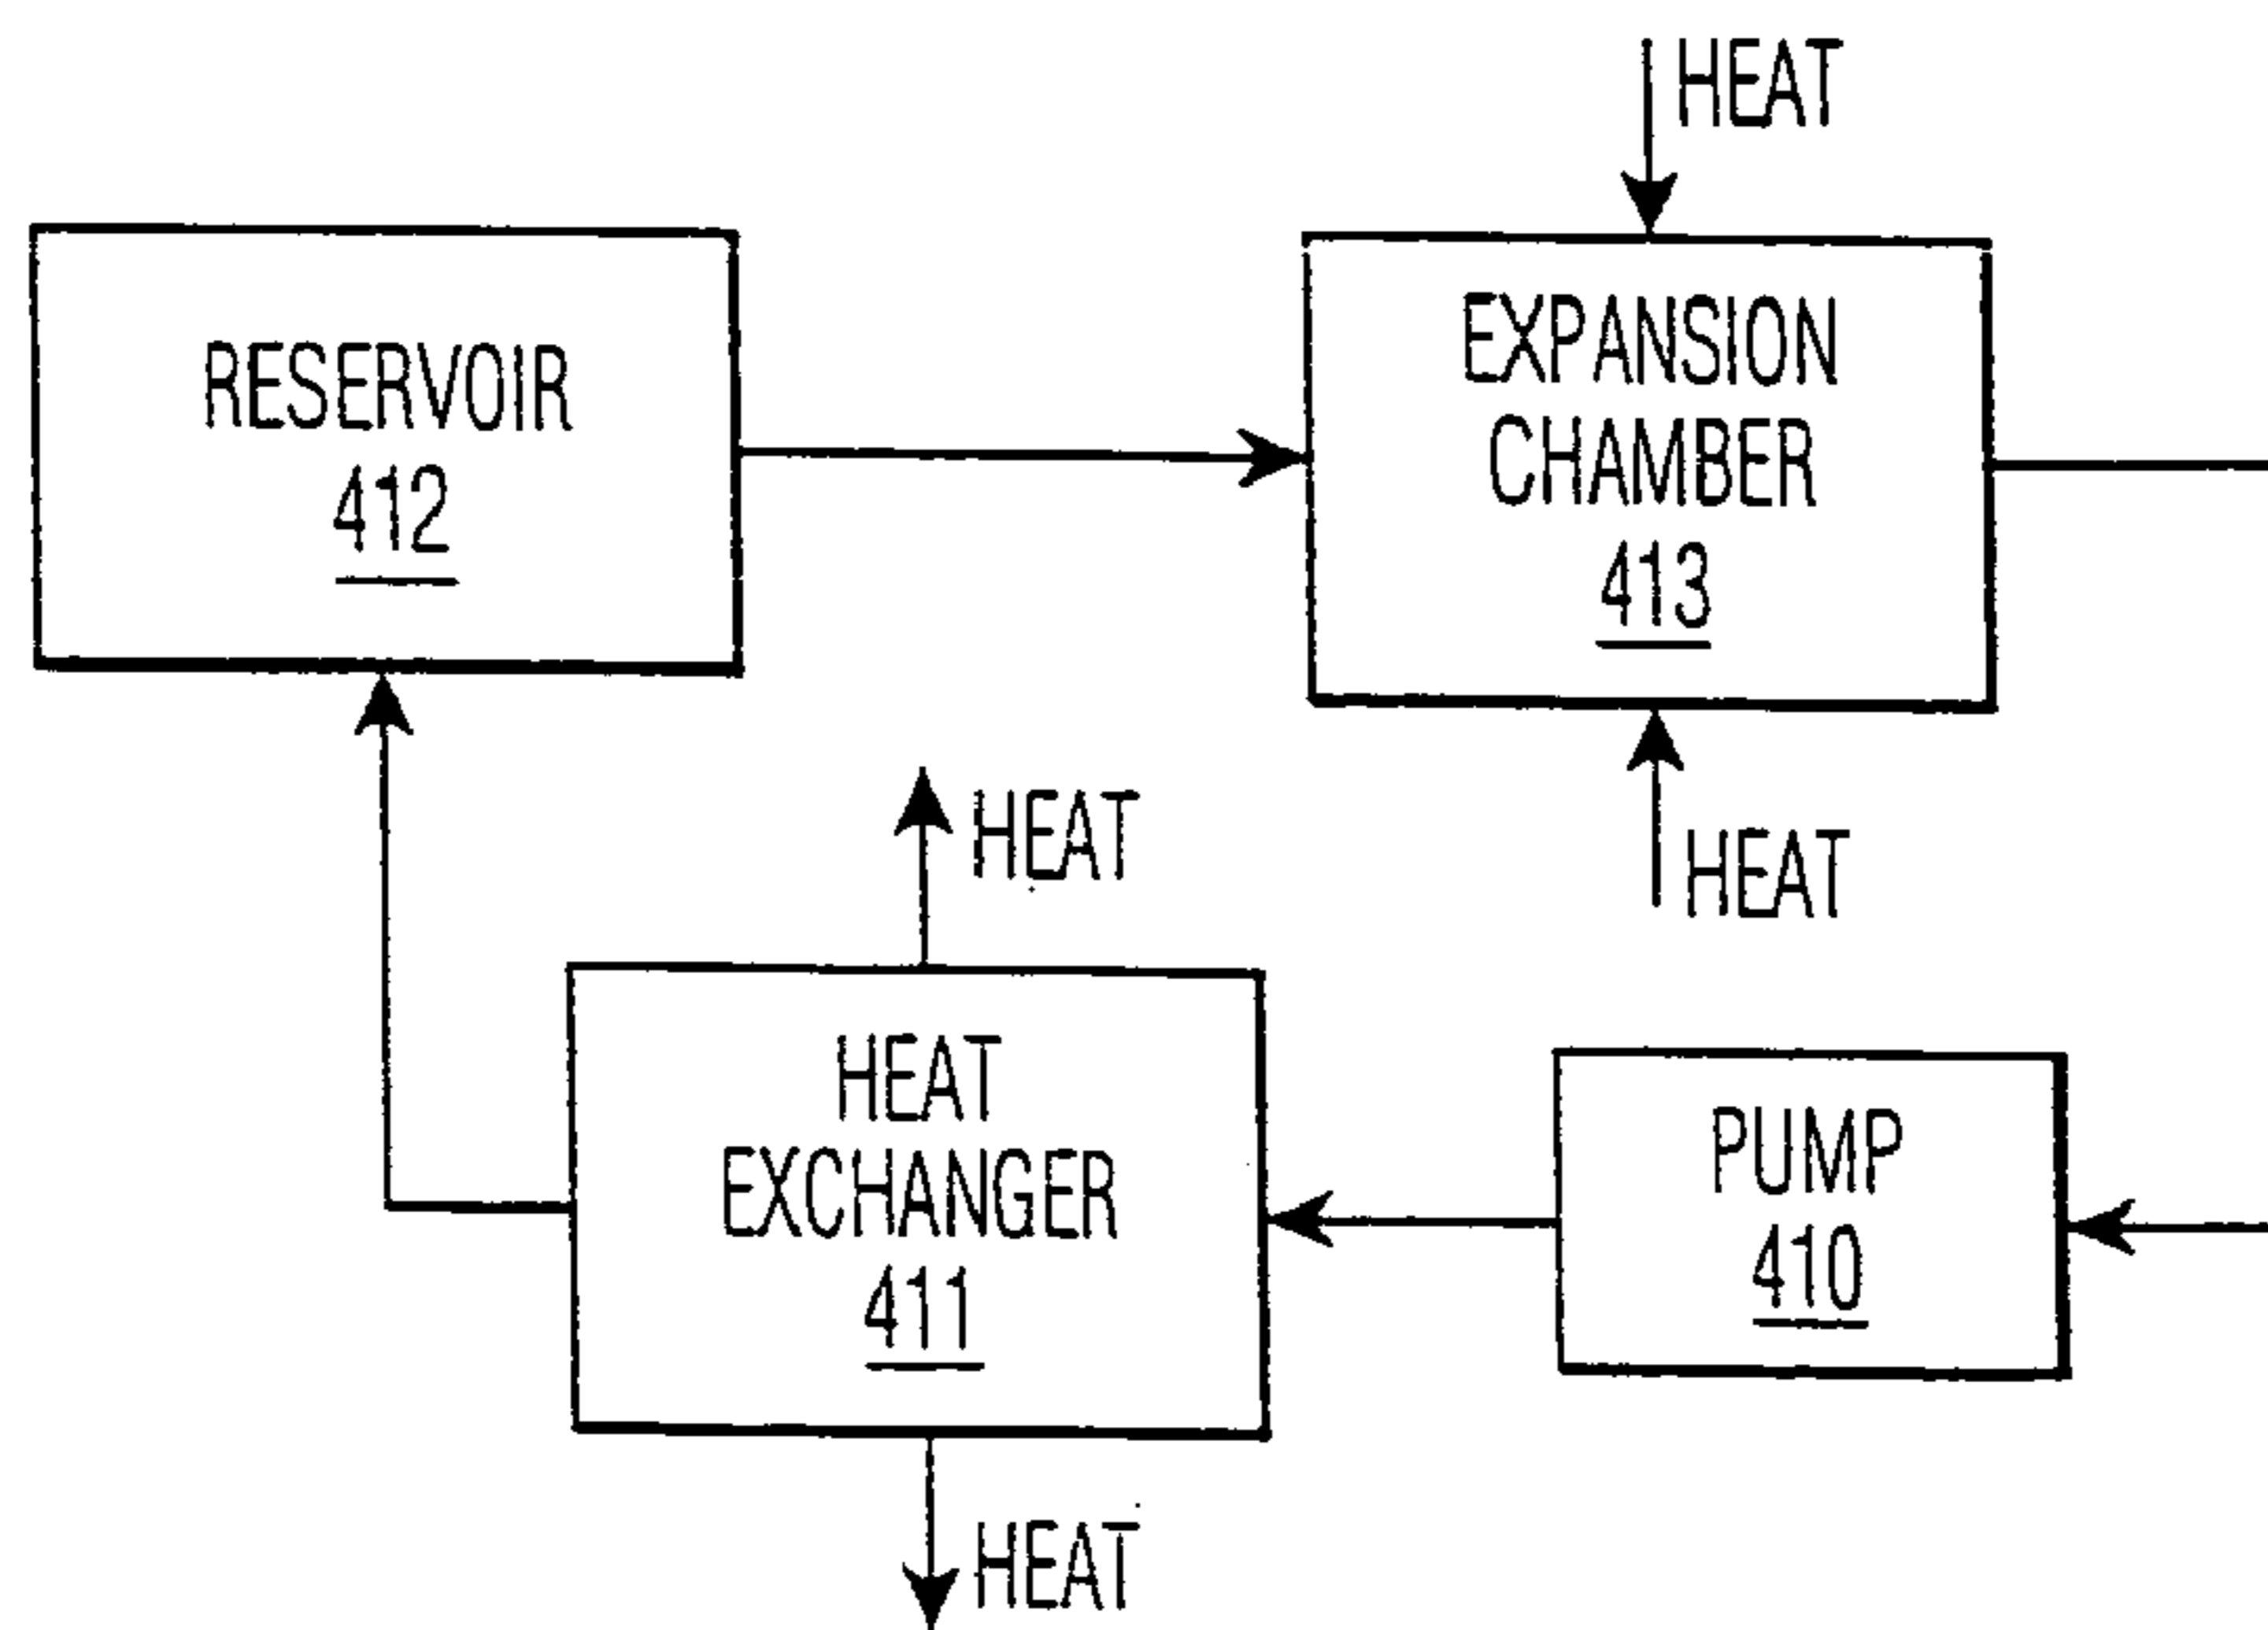 HEAT
RESERVOIR
412
EXPANSION
CHAMBER
413
HEAT
HEAT
HEAT
EXCHANGER
411
PUMP
410
HEAT